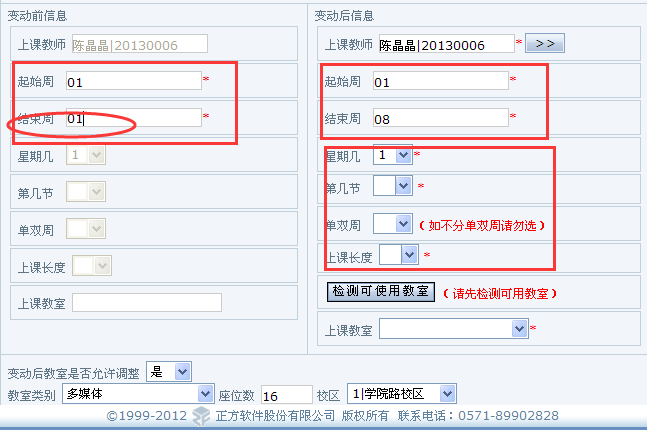 变动前信息
上课教师 陈晶晶|20130006
起始周 01 *
结束周 01 *
星期几 1
第几节
单双周
上课长度
上课教室
变动后信息
上课教师 陈晶晶|20130006 * >>
起始周 01 *
结束周 08 *
星期几 1 *
第几节 *
单双周 (如不分单双周请勿选)
上课长度 *
检测可使用教室 (请先检测可用教室)
上课教室 *
变动后教室是否允许调整 是
教室类别 多媒体 座位数 16 校区 1|学院路校区
©1999-2012 正方软件股份有限公司 版权所有 联系电话:0571-89902828